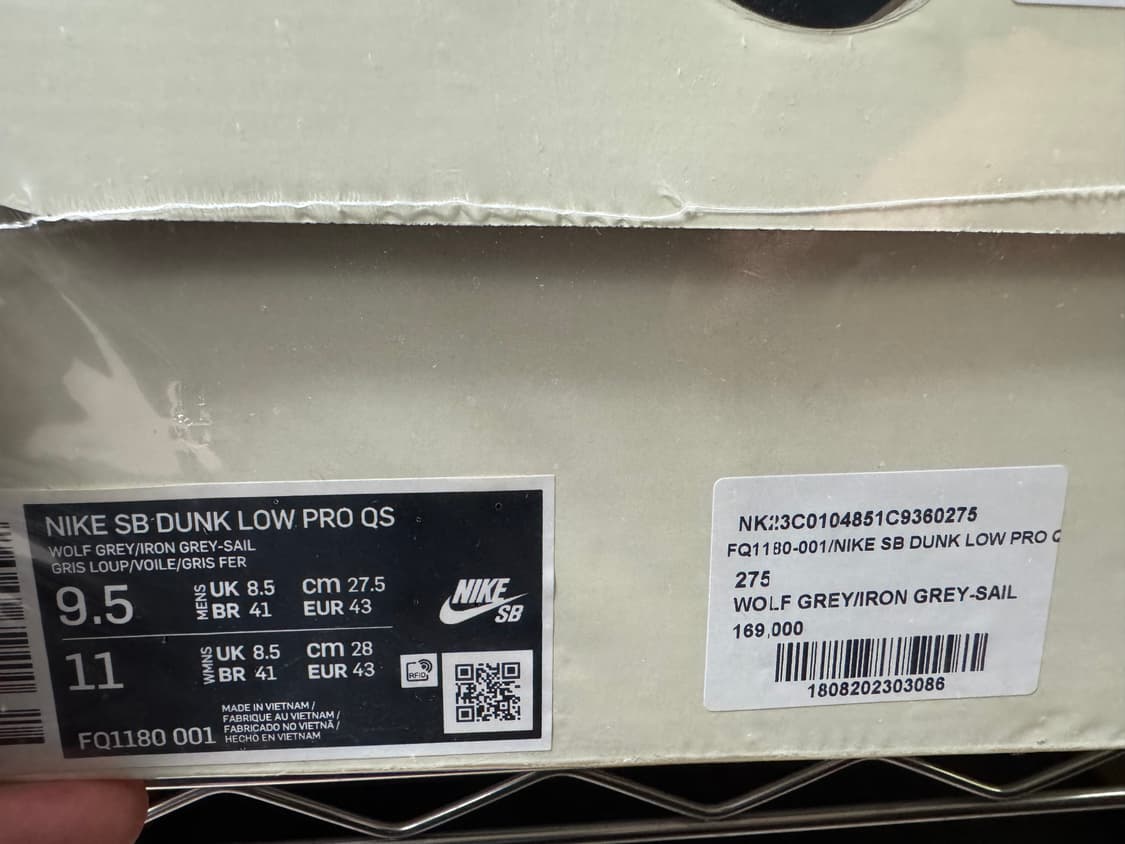 NIKE SB DUNK LOW PRO QS
WOLF GREY/IRON GREY-SAIL
GRIS LOUP/VOILE/GRIS FER
9.5
MENS
UK 8.5 cm 27.5
BR 41 EUR 43
NIKE
SB
11
WMNS
UK 8.5 cm 28
BR 41 EUR 43
RFID
FQ1180 001
MADE IN VIETNAM /
FABRIQUE AU VIETNAM /
FABRICADO NO VIETNÃ /
HECHO EN VIETNAM
NK23C0104851C9360275
FQ1180-001/NIKE SB DUNK LOW PRO
275
WOLF GREY/IRON GREY-SAIL
169,000
1808202303086